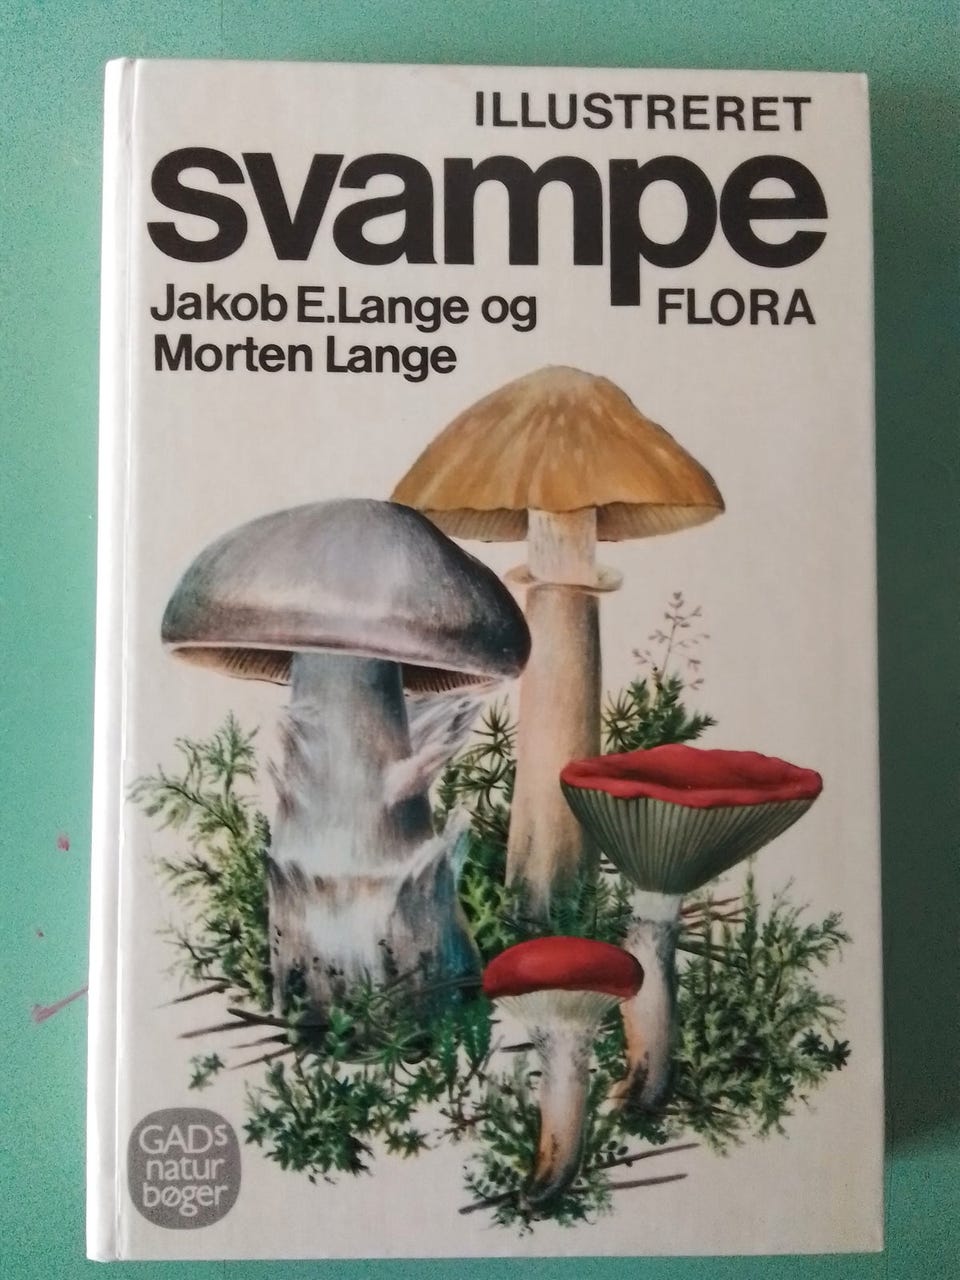 ILLUSTRERET
svampe
FLORA
Jakob E.Lange og
Morten Lange
GADs
natur
bøger